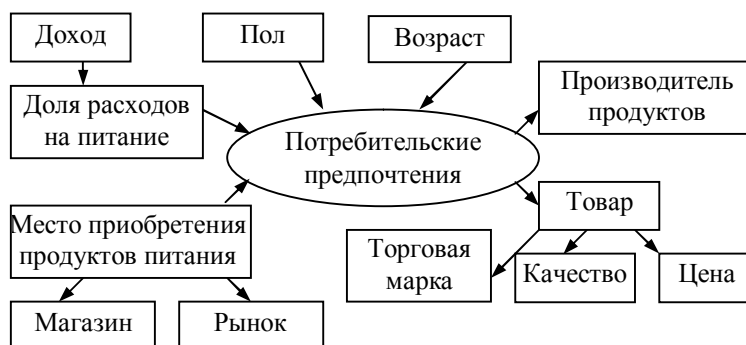 Доход
Пол
Возраст
Доля расходов
на питание
Производитель
продуктов
Потребительские
предпочтения
Место приобретения
продуктов питания
Товар
Торговая
марка
Качество
Цена
Магазин
Рынок